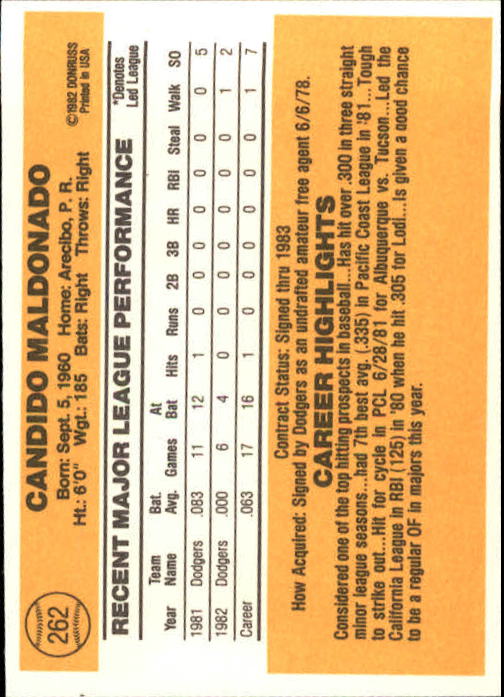 262
CANDIDO MALDONADO
Born: Sept. 5, 1960 Home: Arecibo, P. R.
Ht.: 6'0" Wgt.: 185 Bats: Right Throws: Right
©1982 DONRUSS
Printed in USA
RECENT MAJOR LEAGUE PERFORMANCE
*Denotes
Led League
Year Team Name Bat. Avg. Games At Bat Hits Runs 2B 3B HR RBI Steal Walk SO
1981 Dodgers .083 11 12 1 0 0 0 0 0 0 0 5
1982 Dodgers .000 6 4 0 0 0 0 0 0 0 1 2
Career .063 17 16 1 0 0 0 0 0 0 1 7
Contract Status: Signed thru 1983
How Acquired: Signed by Dodgers as an undrafted amateur free agent 6/6/78.
CAREER HIGHLIGHTS
Considered one of the top hitting prospects in baseball...Has hit over .300 in three straight
minor league seasons...had 7th best avg. (.335) in Pacific Coast League in '81...Tough
to strike out...Hit for cycle in PCL 6/28/81 for Albuquerque vs. Tucson...Led the
California League in RBI (125) in '80 when he hit .305 for Lodi...Is given a good chance
to be a regular OF in majors this year.